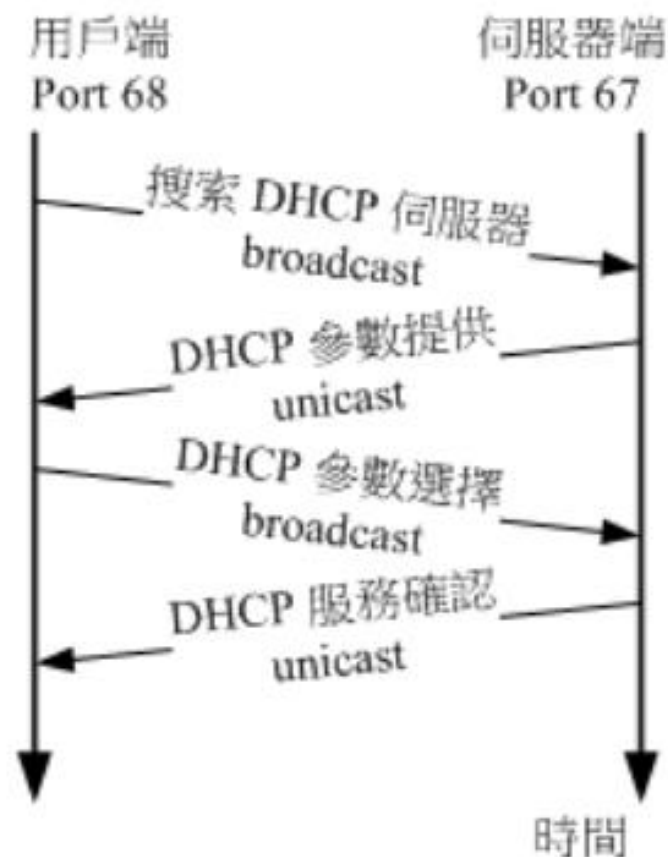 用戶端
Port 68
伺服器端
Port 67
搜索 DHCP 伺服器
broadcast
DHCP 參數提供
unicast
DHCP 參數選擇
broadcast
DHCP 服務確認
unicast
時間